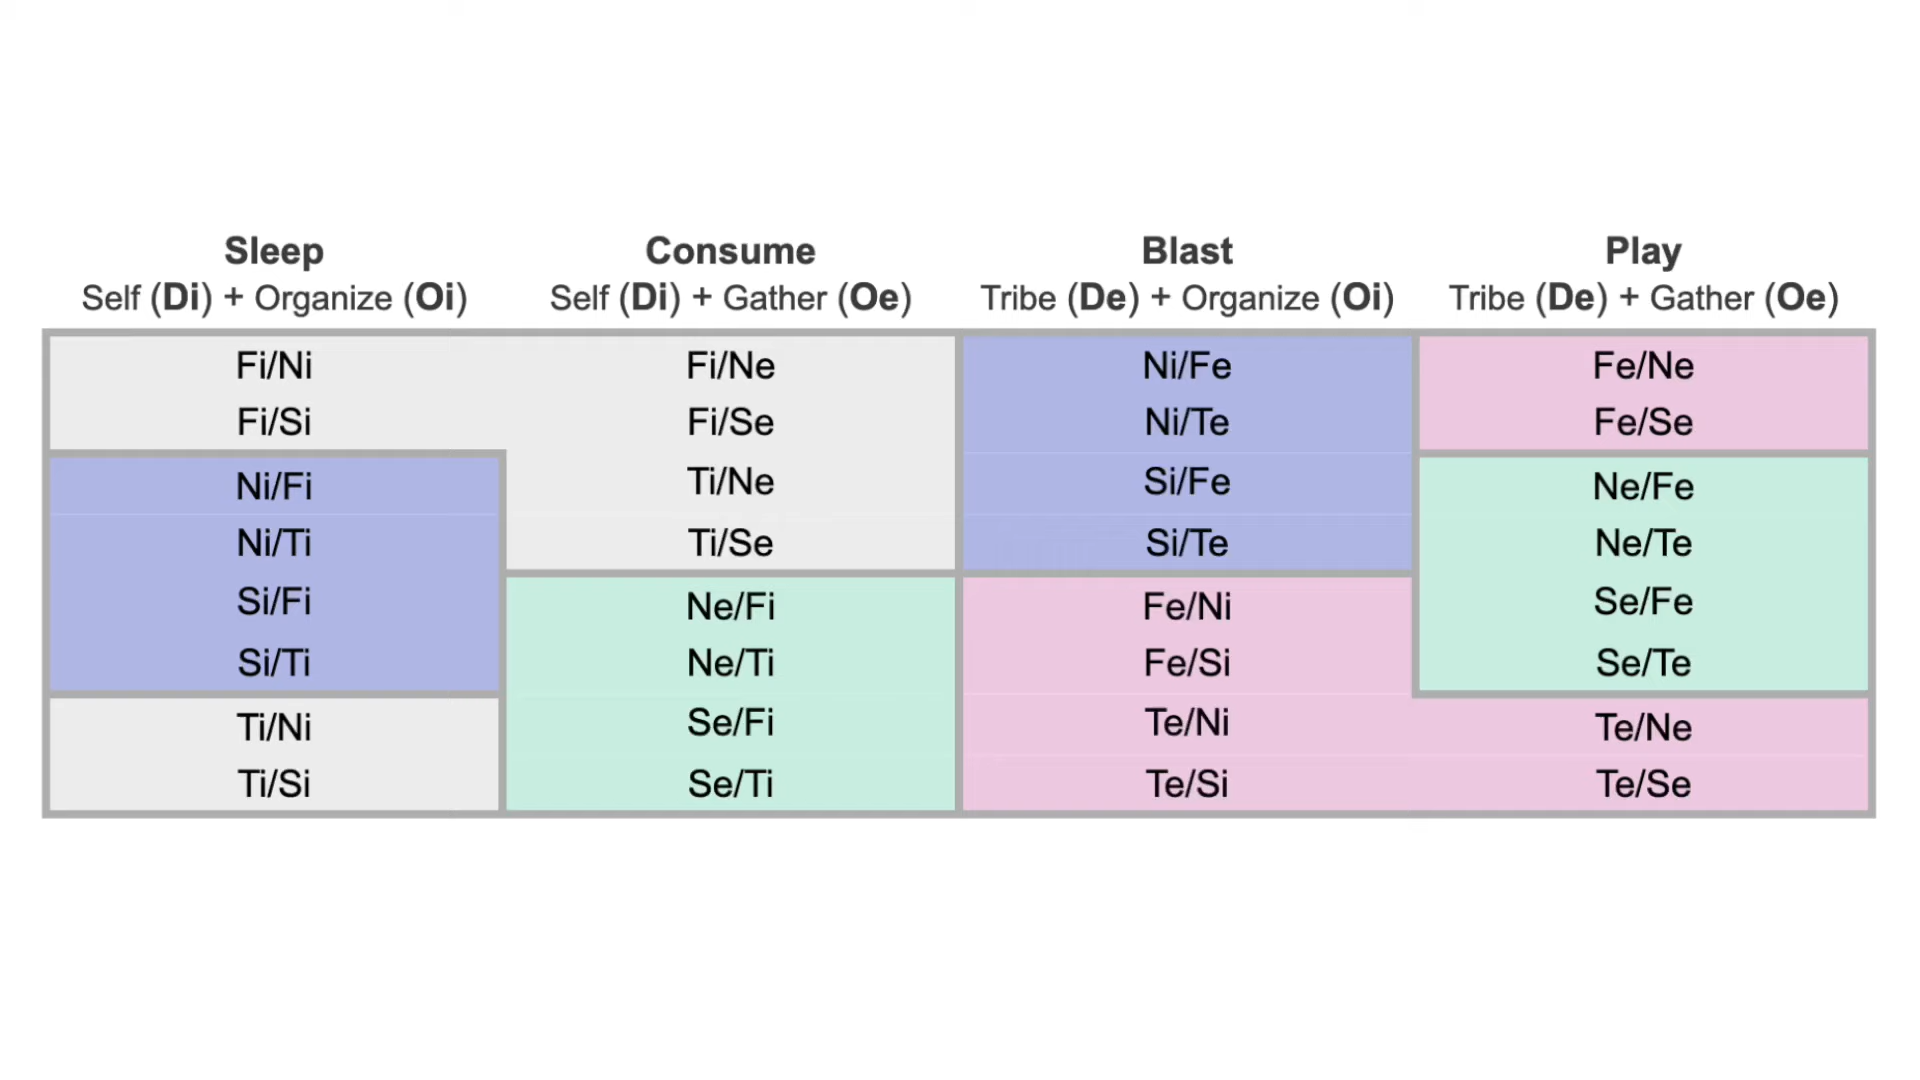 Sleep Consume Blast Play
Self (Di) + Organize (Oi) Self (Di) + Gather (Oe) Tribe (De) + Organize (Oi) Tribe (De) + Gather (Oe)
Fi/Ni Fi/Ne Ni/Fe Fe/Ne
Fi/Si Fi/Se Ni/Te Fe/Se
Ni/Fi Ti/Ne Si/Fe Ne/Fe
Ni/Ti Ti/Se Si/Te Ne/Te
Si/Fi Ne/Fi Fe/Ni Se/Fe
Si/Ti Ne/Ti Fe/Si Se/Te
Ti/Ni Se/Fi Te/Ni Te/Ne
Ti/Si Se/Ti Te/Si Te/Se